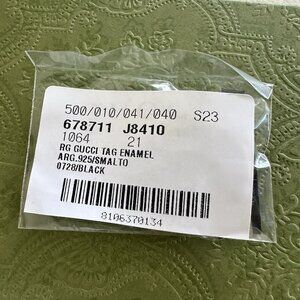 500/010/041/040 S23
678711 J8410
1064 21
RG GUCCI TAG ENAMEL
ARG.925/SMALTO
0728/BLACK
8106370134